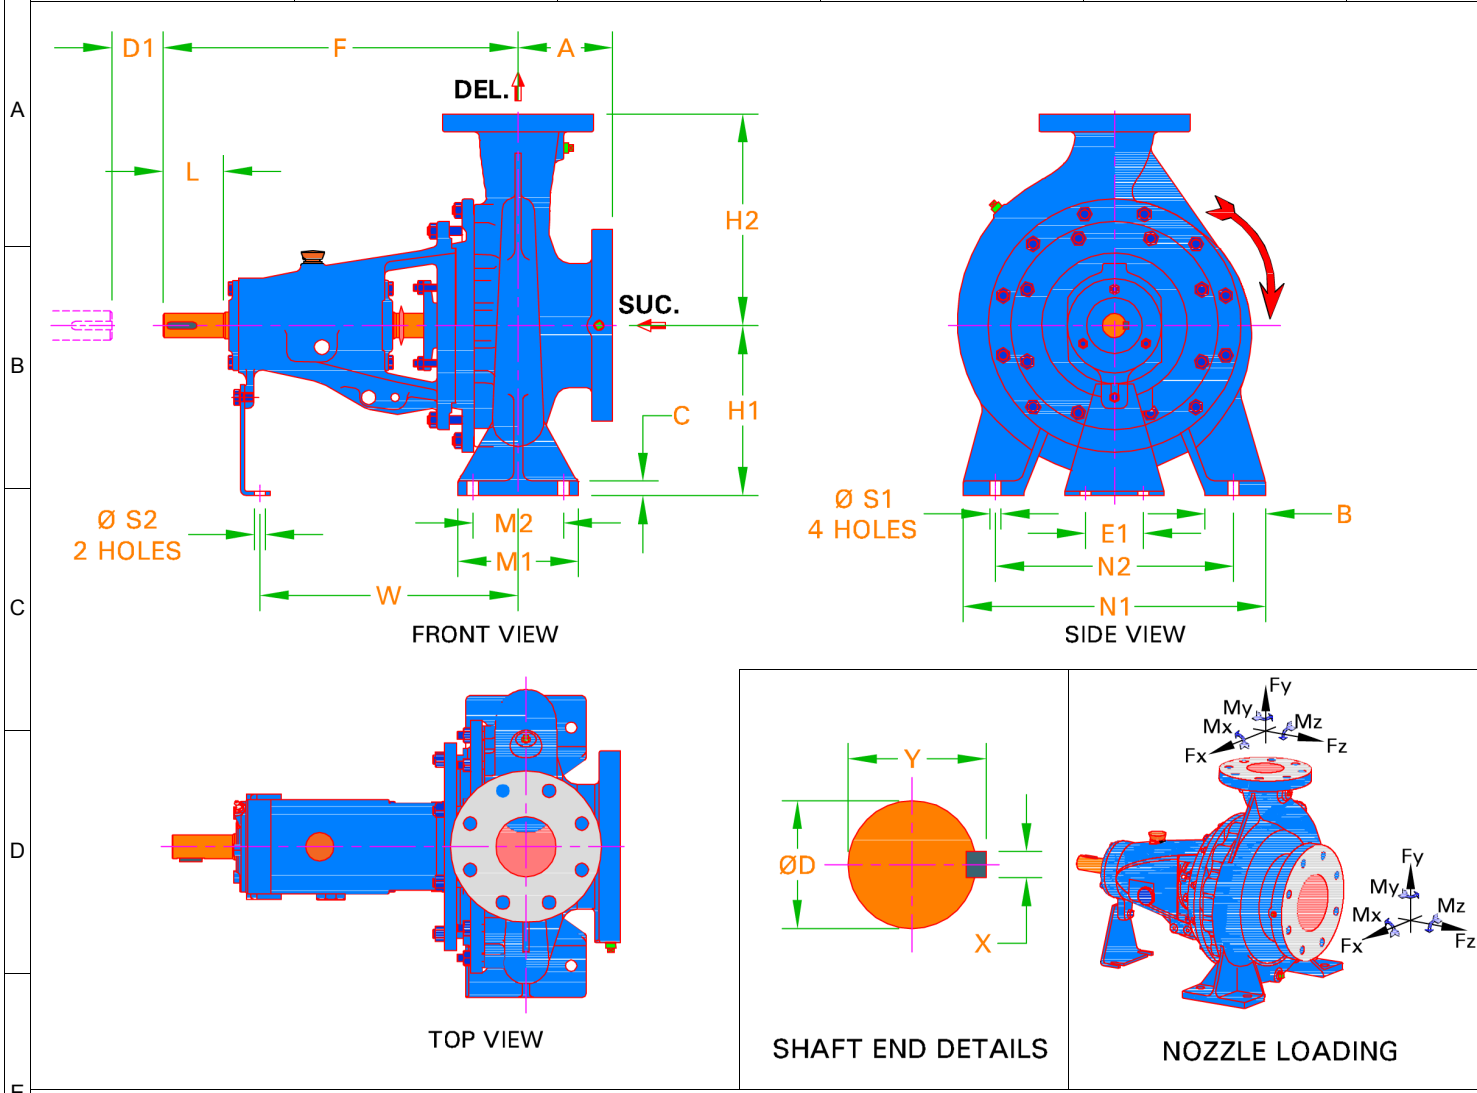 D1
F
A
DEL.
A
L
H2
SUC.
B
H1
C
Ø S2
2 HOLES
M2
M1
W
FRONT VIEW
Ø S1
4 HOLES
B
E1
N2
N1
SIDE VIEW
C
TOP VIEW
D
E
Y
ØD
X
SHAFT END DETAILS
Fy
My
Mz
Mx
Fz
Fx
Fy
My
Mz
Mx
Fz
Fx
NOZZLE LOADING